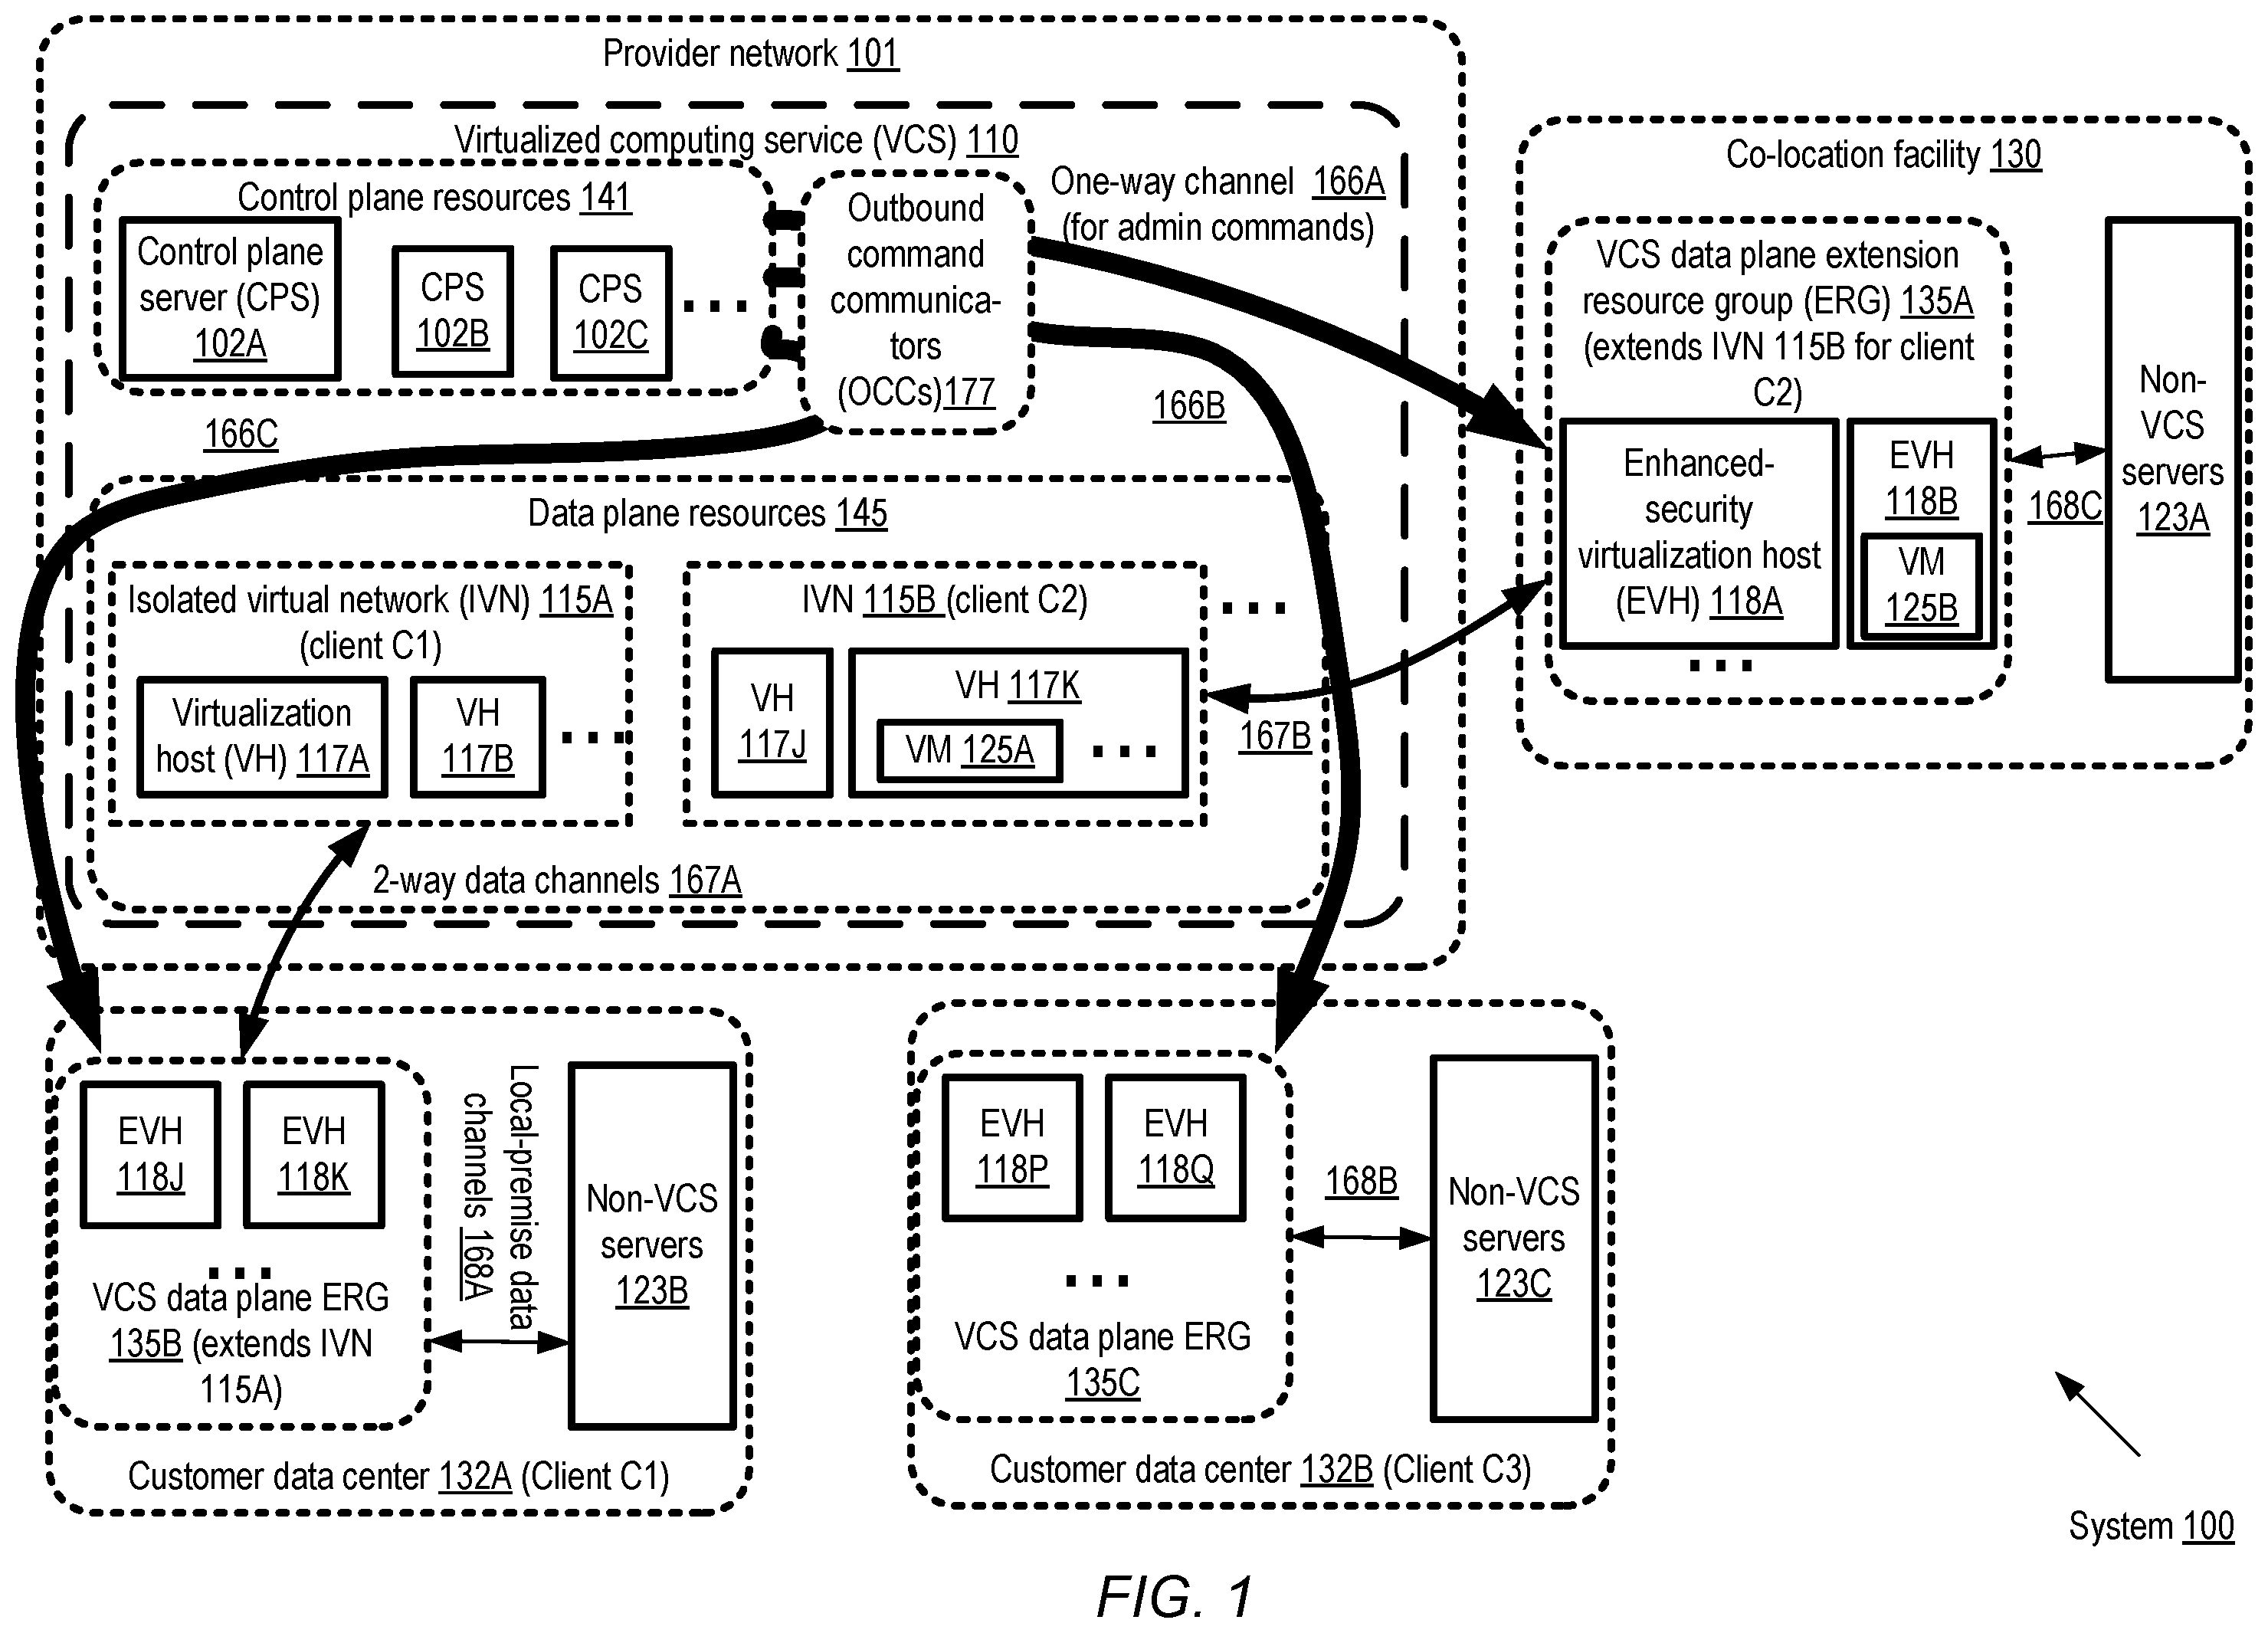 Provider network 101
Virtualized computing service (VCS) 110
Control plane resources 141
Control plane
server (CPS)
102A
CPS
102B
CPS
102C
...
Outbound
command
communica-
tors
(OCCs)177
One-way channel 166A
(for admin commands)
166B
166C
Data plane resources 145
Isolated virtual network (IVN) 115A
(client C1)
Virtualization
host (VH) 117A
VH
117B
...
IVN 115B (client C2)
VH
117J
VH 117K
VM 125A
...
...
167B
2-way data channels 167A
Co-location facility 130
VCS data plane extension
resource group (ERG) 135A
(extends IVN 115B for client
C2)
Enhanced-
security
virtualization host
(EVH) 118A
EVH
118B
VM
125B
...
168C
Non-
VCS
servers
123A
EVH
118J
EVH
118K
...
VCS data plane ERG
135B (extends IVN
115A)
Local-premise data
channels 168A
Non-VCS
servers
123B
Customer data center 132A (Client C1)
EVH
118P
EVH
118Q
...
VCS data plane ERG
135C
168B
Non-VCS
servers
123C
Customer data center 132B (Client C3)
System 100
FIG. 1